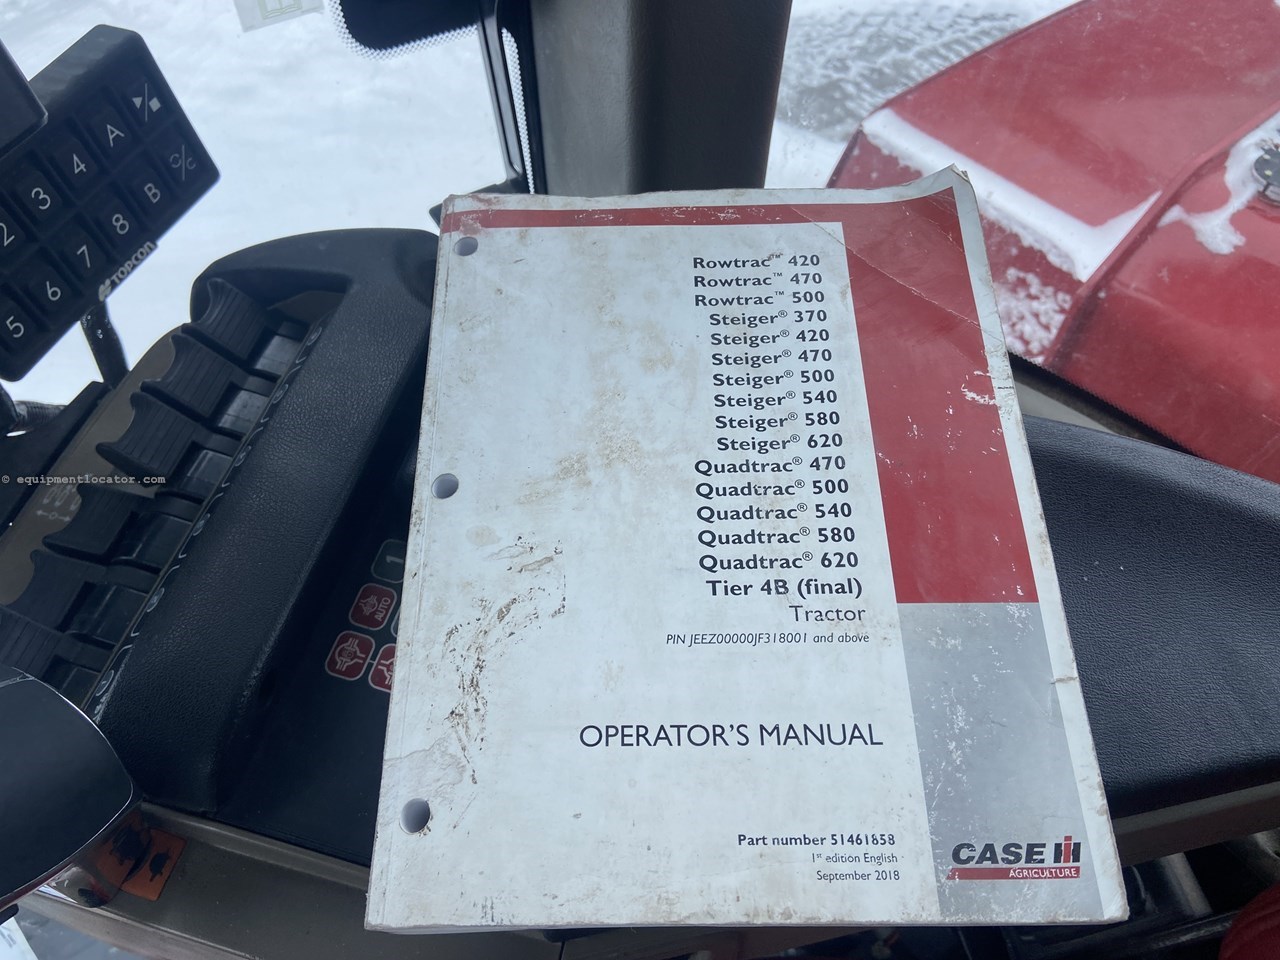 2 3 4 A
5 6 7 8 B C/C
TOPCON
© equipmentlocator.com
1
AUTO
Rowtrac™ 420
Rowtrac™ 470
Rowtrac™ 500
Steiger® 370
Steiger® 420
Steiger® 470
Steiger® 500
Steiger® 540
Steiger® 580
Steiger® 620
Quadtrac® 470
Quadtrac® 500
Quadtrac® 540
Quadtrac® 580
Quadtrac® 620
Tier 4B (final)
Tractor
PIN JEEZ00000JF318001 and above
OPERATOR'S MANUAL
Part number 51461858
1st edition English
September 2018
CASE IH
AGRICULTURE